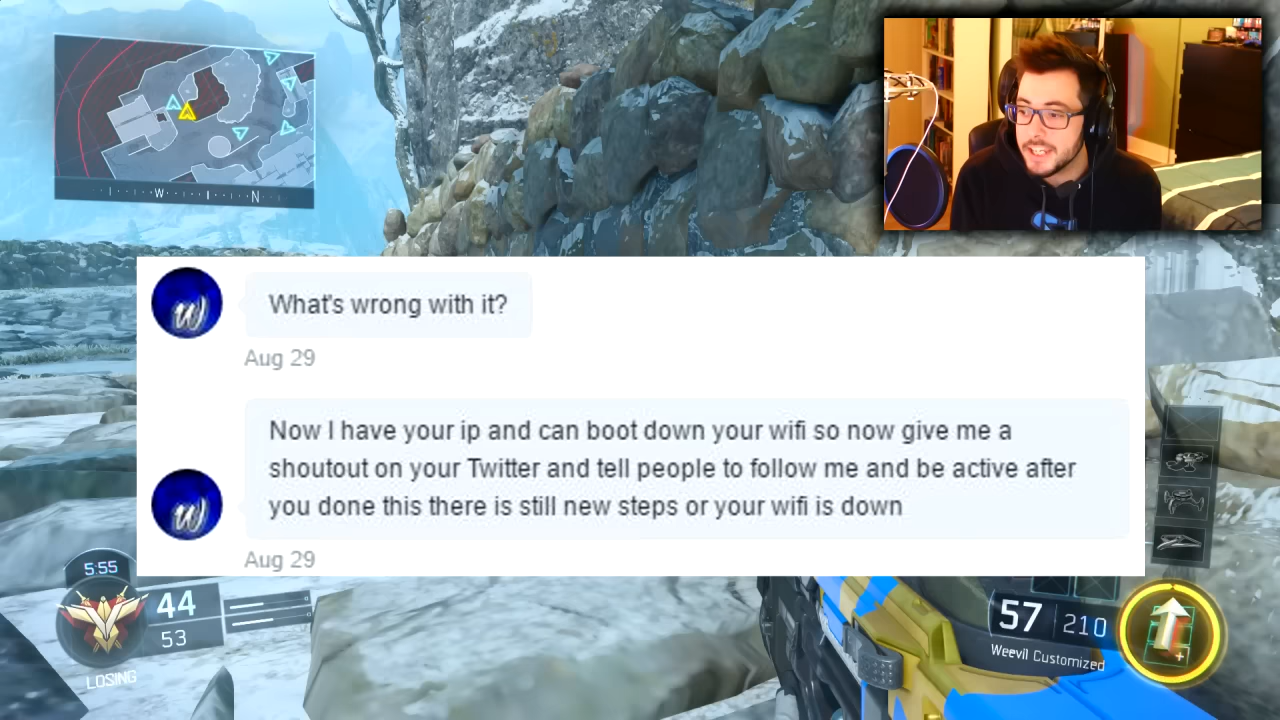 W
N
What's wrong with it?
Aug 29
Now I have your ip and can boot down your wifi so now give me a
shoutout on your Twitter and tell people to follow me and be active after
you done this there is still new steps or your wifi is down
Aug 29
5:55
44
53
LOSING
57 210
Weevil Customized